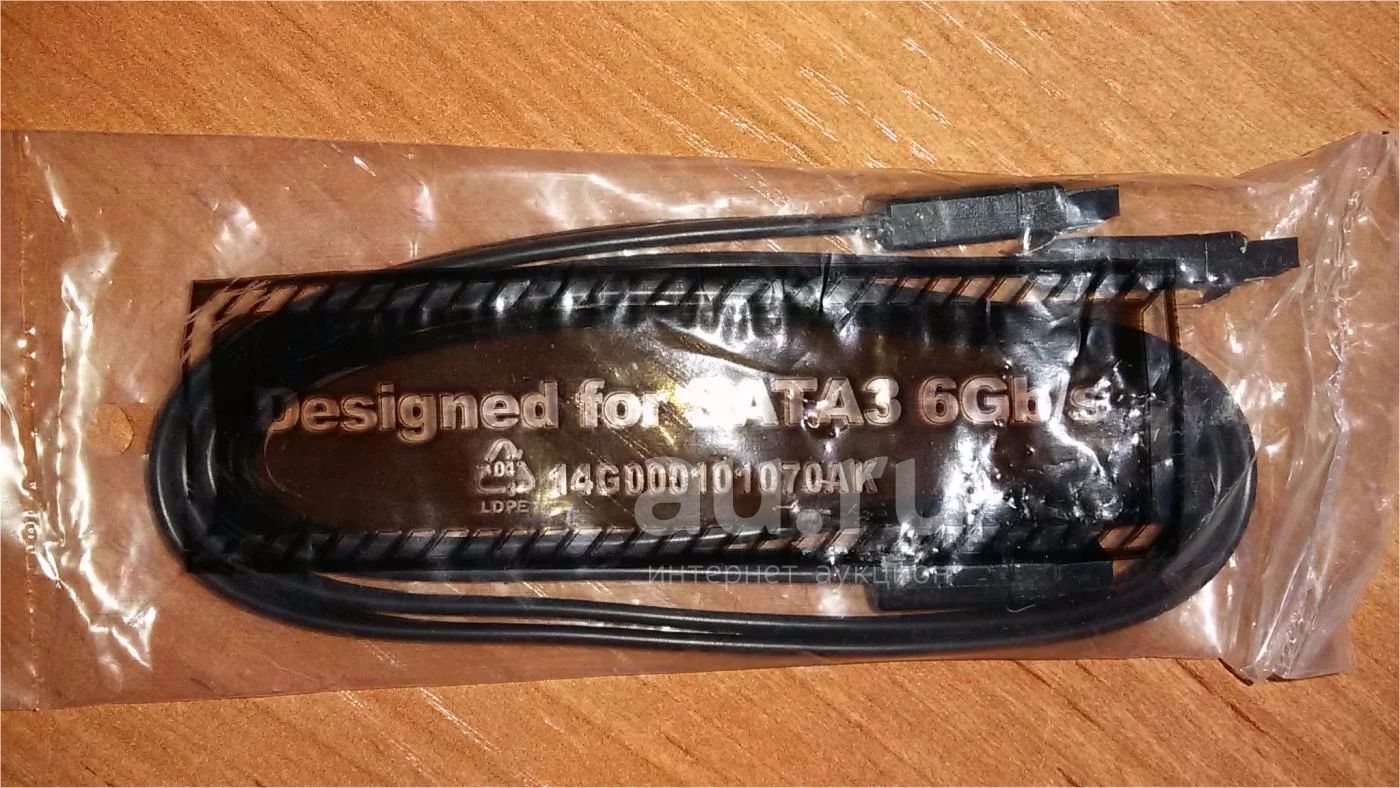 Designed for SATA3 6Gb/s
04
14G000101070AK
LDPE
au.ru
интернет-аукцион